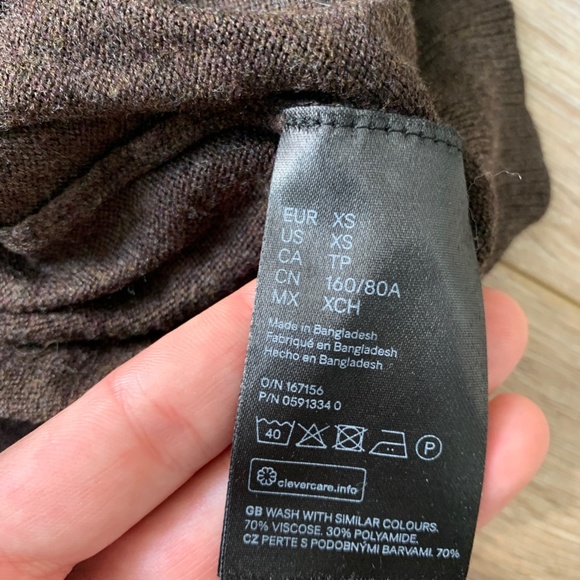 EUR XS
US XS
CA TP
CN 160/80A
MX XCH
Made in Bangladesh
Fabriqué en Bangladesh
Hecho en Bangladesh
O/N 167156
P/N 0591334 0
40 P
clevercare.info
GB WASH WITH SIMILAR COLOURS.
70% VISCOSE. 30% POLYAMIDE.
CZ PERTE S PODOBNÝMI BARVAMI. 70%